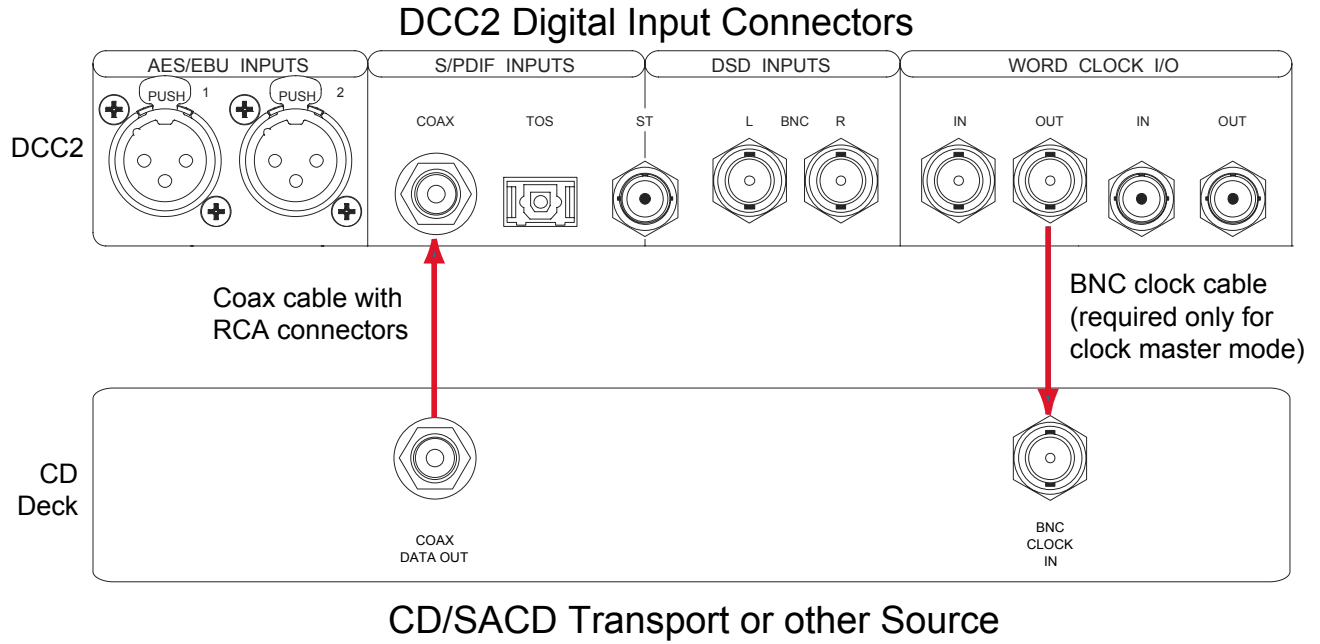 DCC2 Digital Input Connectors
AES/EBU INPUTS
S/PDIF INPUTS
DSD INPUTS
WORD CLOCK I/O
PUSH 1
PUSH 2
COAX
TOS
ST
L BNC R
IN
OUT
IN
OUT
DCC2
Coax cable with
RCA connectors
BNC clock cable
(required only for
clock master mode)
CD
Deck
COAX
DATA OUT
BNC
CLOCK
IN
CD/SACD Transport or other Source